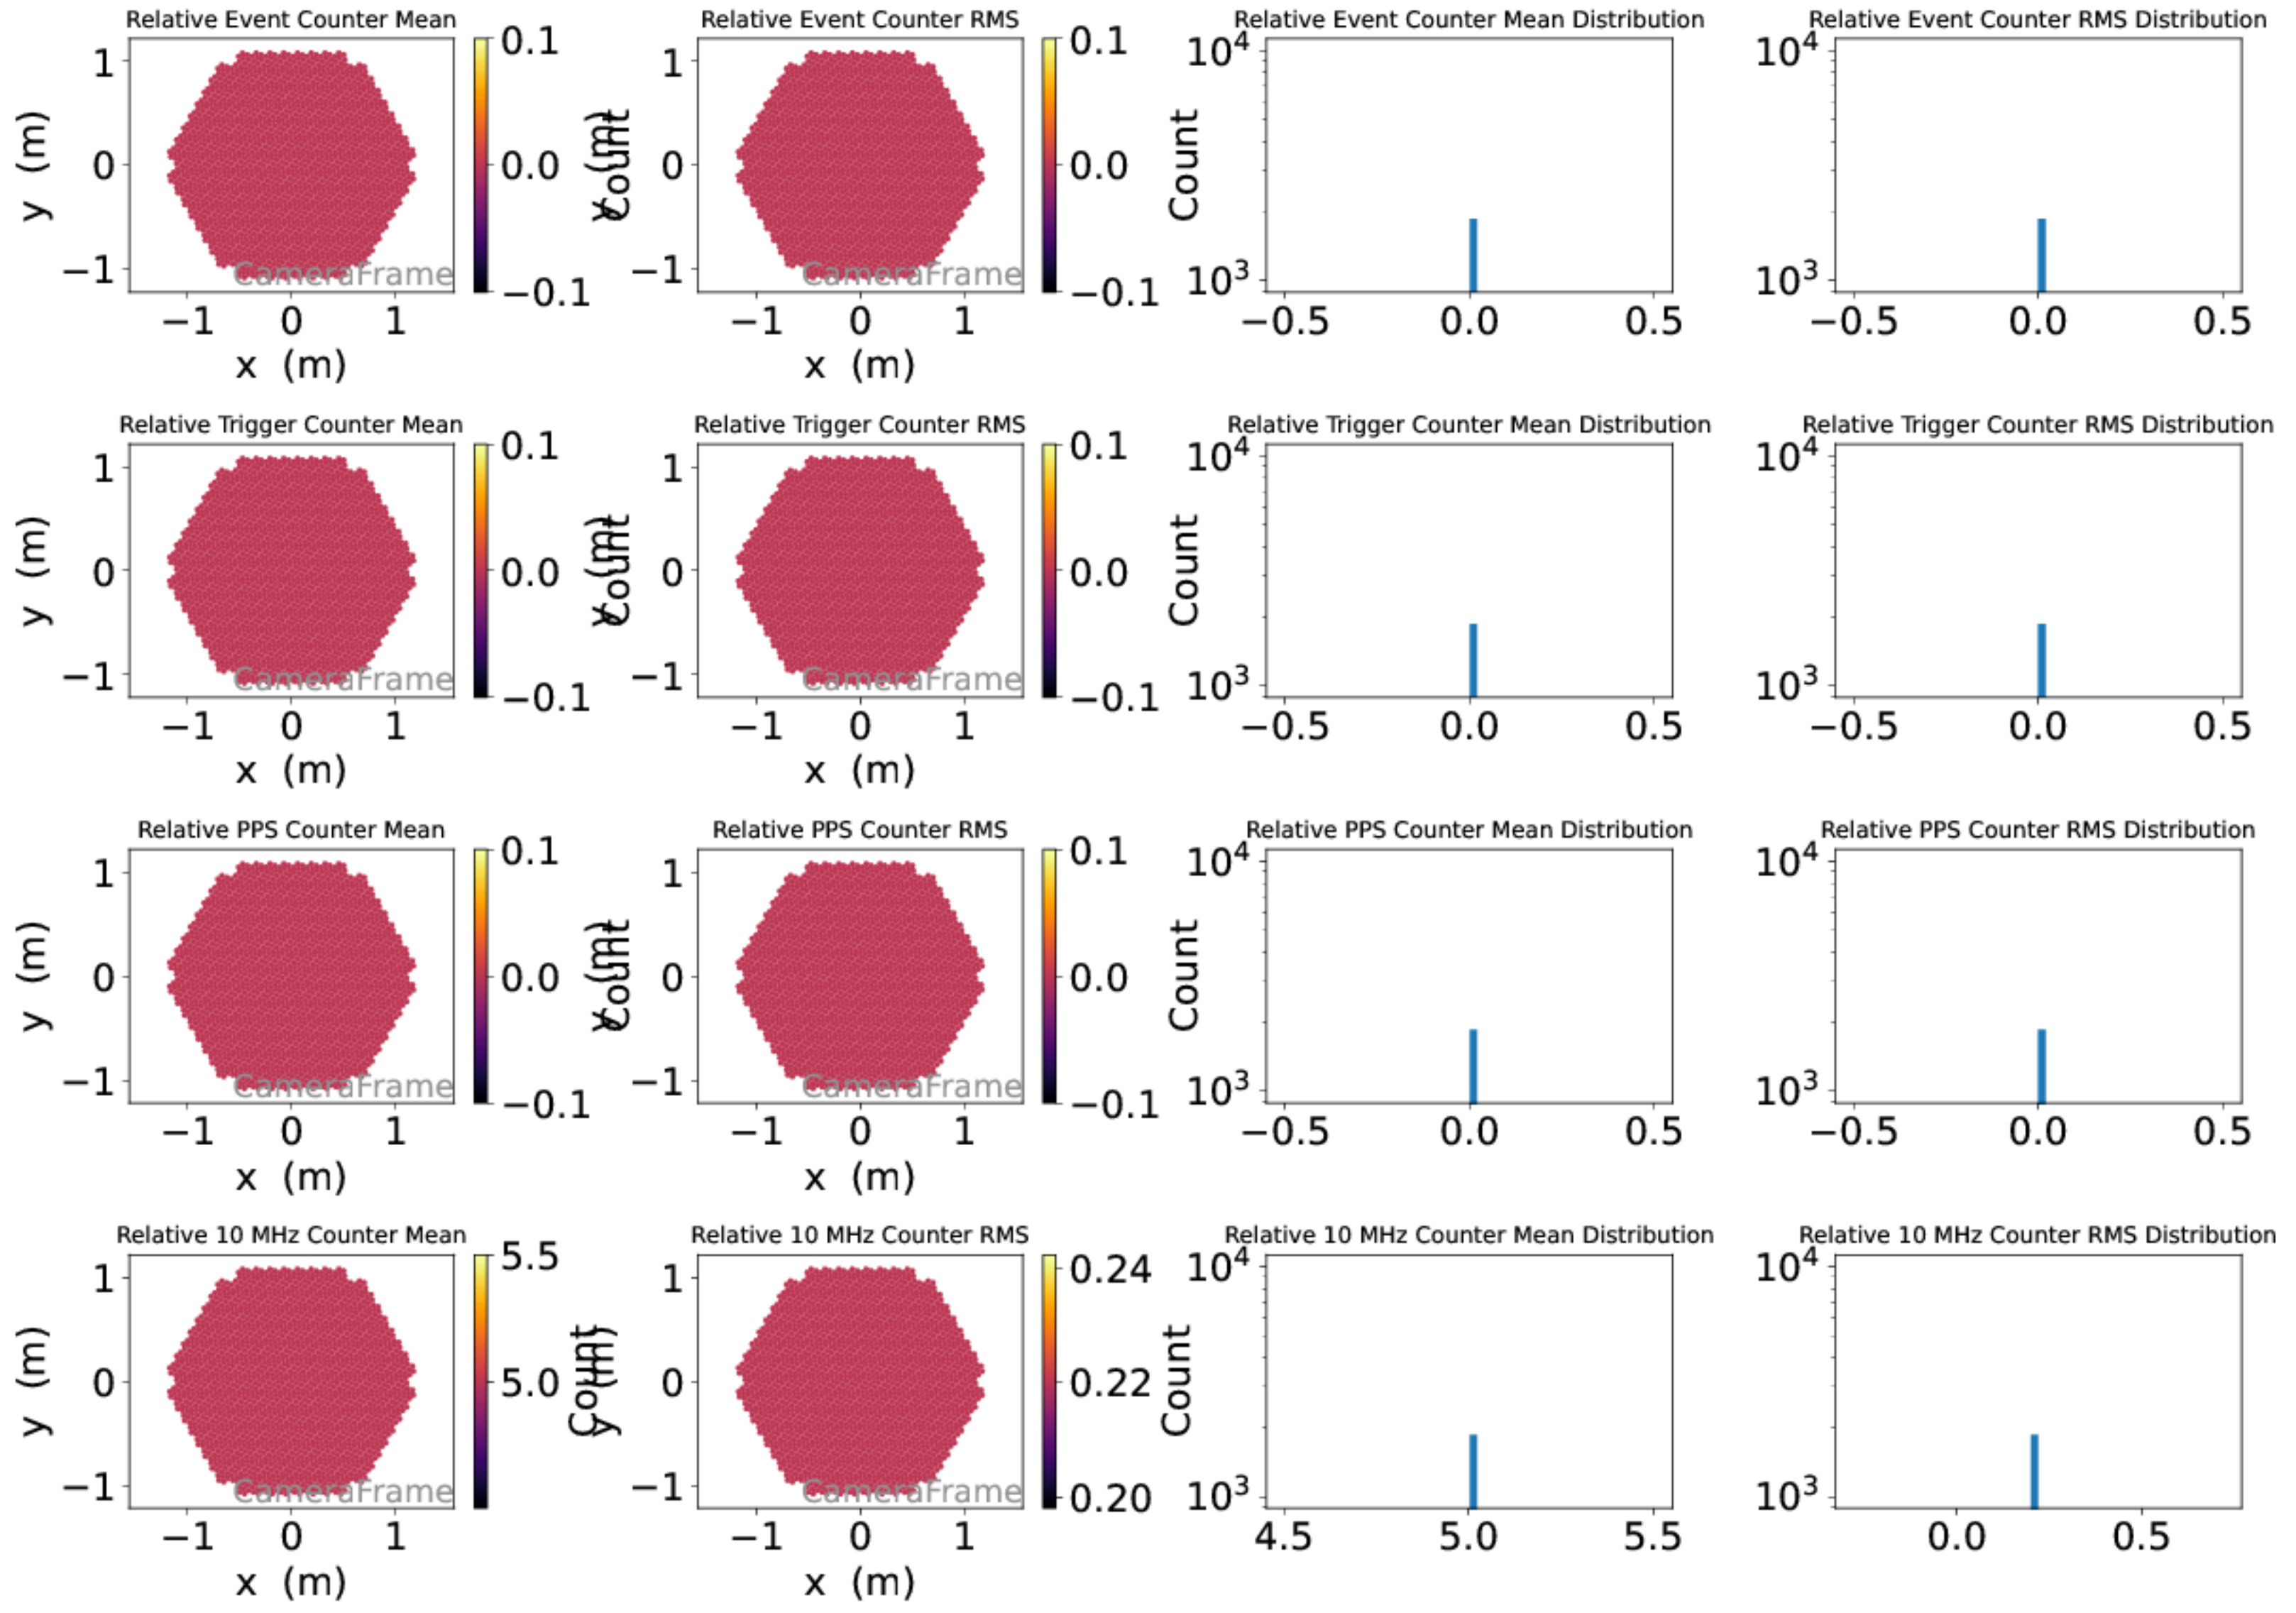 Relative Event Counter Mean
Relative Event Counter RMS
Relative Event Counter Mean Distribution
Relative Event Counter RMS Distribution
y (m)
1
0
−1
−1 0 1
x (m)
CameraFrame
0.1
0.0
−0.1
Count
y (m)
1
0
−1
−1 0 1
x (m)
CameraFrame
0.1
0.0
−0.1
Count
10⁴
10³
−0.5 0.0 0.5
10⁴
10³
−0.5 0.0 0.5
Relative Trigger Counter Mean
Relative Trigger Counter RMS
Relative Trigger Counter Mean Distribution
Relative Trigger Counter RMS Distribution
y (m)
1
0
−1
−1 0 1
x (m)
CameraFrame
0.1
0.0
−0.1
Count
y (m)
1
0
−1
−1 0 1
x (m)
CameraFrame
0.1
0.0
−0.1
Count
10⁴
10³
−0.5 0.0 0.5
10⁴
10³
−0.5 0.0 0.5
Relative PPS Counter Mean
Relative PPS Counter RMS
Relative PPS Counter Mean Distribution
Relative PPS Counter RMS Distribution
y (m)
1
0
−1
−1 0 1
x (m)
CameraFrame
0.1
0.0
−0.1
Count
y (m)
1
0
−1
−1 0 1
x (m)
CameraFrame
0.1
0.0
−0.1
Count
10⁴
10³
−0.5 0.0 0.5
10⁴
10³
−0.5 0.0 0.5
Relative 10 MHz Counter Mean
Relative 10 MHz Counter RMS
Relative 10 MHz Counter Mean Distribution
Relative 10 MHz Counter RMS Distribution
y (m)
1
0
−1
−1 0 1
x (m)
CameraFrame
5.5
5.0
Count
y (m)
1
0
−1
−1 0 1
x (m)
CameraFrame
0.24
0.22
0.20
Count
10⁴
10³
4.5 5.0 5.5
10⁴
10³
0.0 0.5